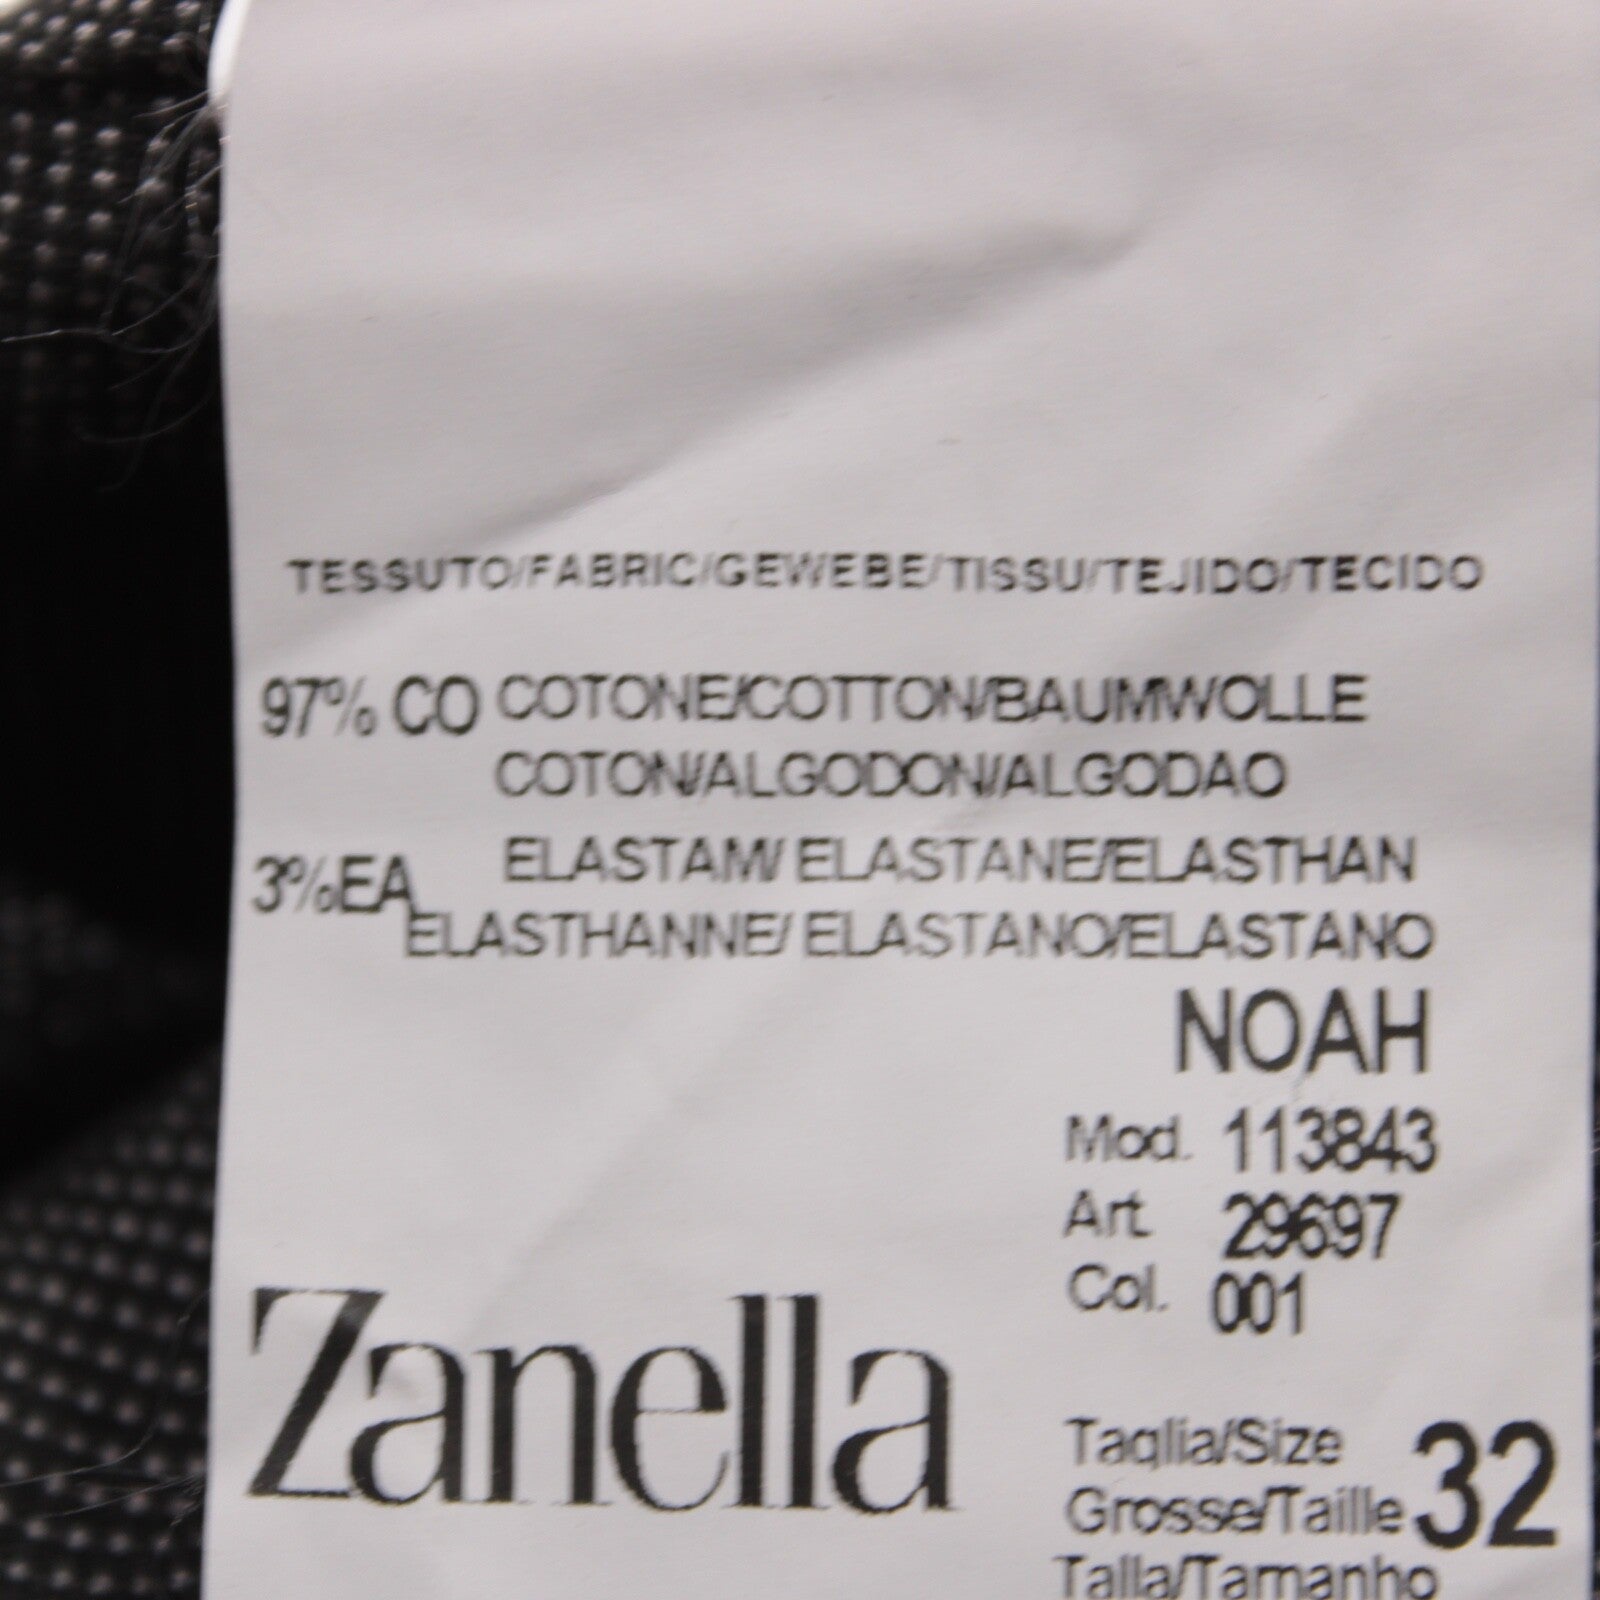 TESSUTO/FABRIC/GEWEBE/TISSU/TEJIDO/TECIDO
97% CO COTONE/COTTON/BAUMWOLLE
COTON/ALGODON/ALGODAO
3%EA ELASTAM/ ELASTANE/ELASTHAN
ELASTHANNE/ ELASTANO/ELASTANO
NOAH
Mod. 113843
Art. 29697
Col. 001
Zanella
Taglia/Size
Grosse/Taille 32
Talla/Tamanho